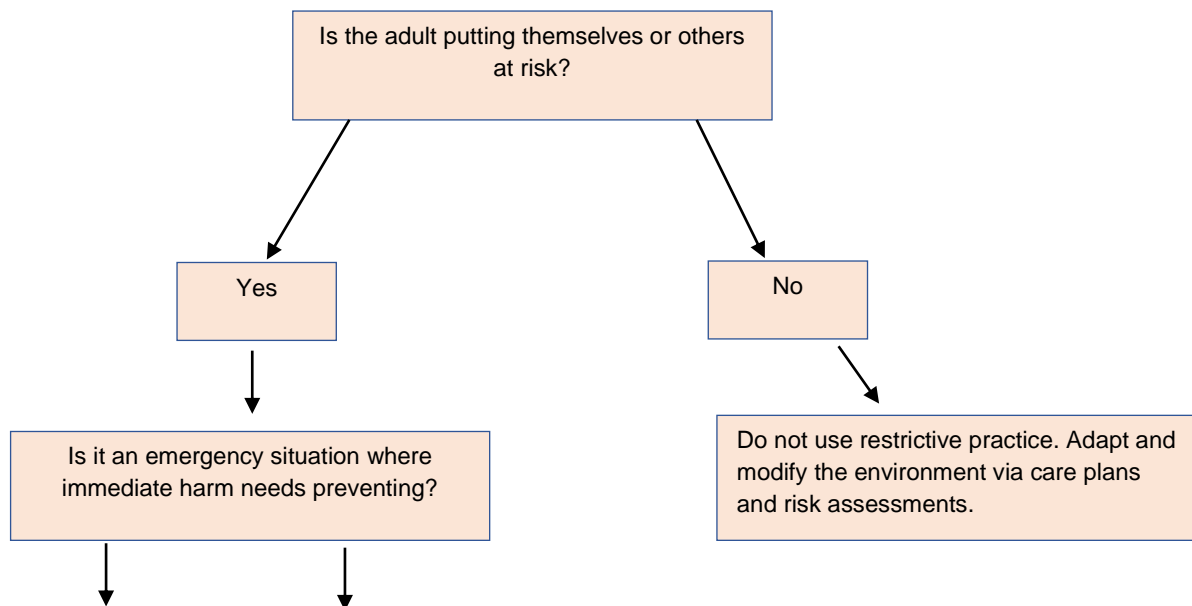 Is the adult putting themselves or others
at risk?
Yes
No
Is it an emergency situation where
immediate harm needs preventing?
Do not use restrictive practice. Adapt and
modify the environment via care plans
and risk assessments.